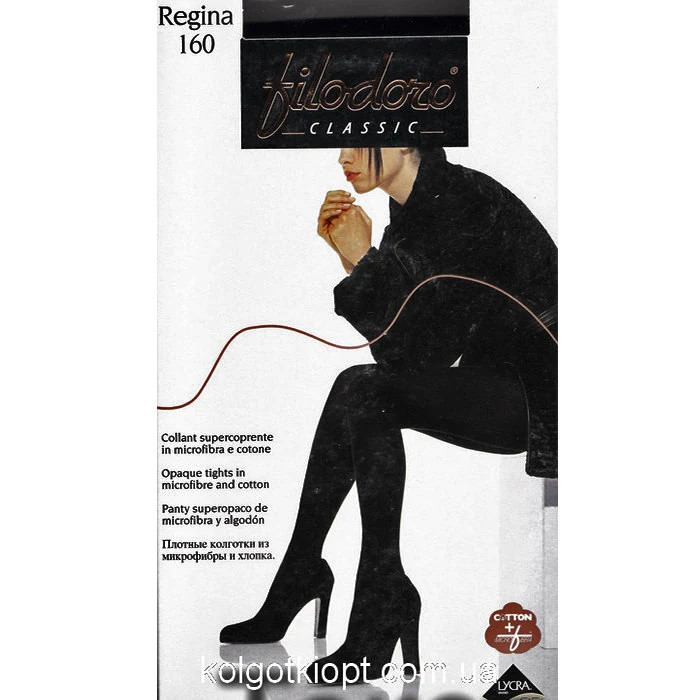 Regina
160
filodoro®
CLASSIC
Collant supercoprente
in microfibra e cotone
Opaque tights in
microfibre and cotton
Panty superopaco de
microfibra y algodón
Плотные колготки из
микрофибры и хлопка.
COTTON
+
LYCRA
kolgotkiopt.com.ua